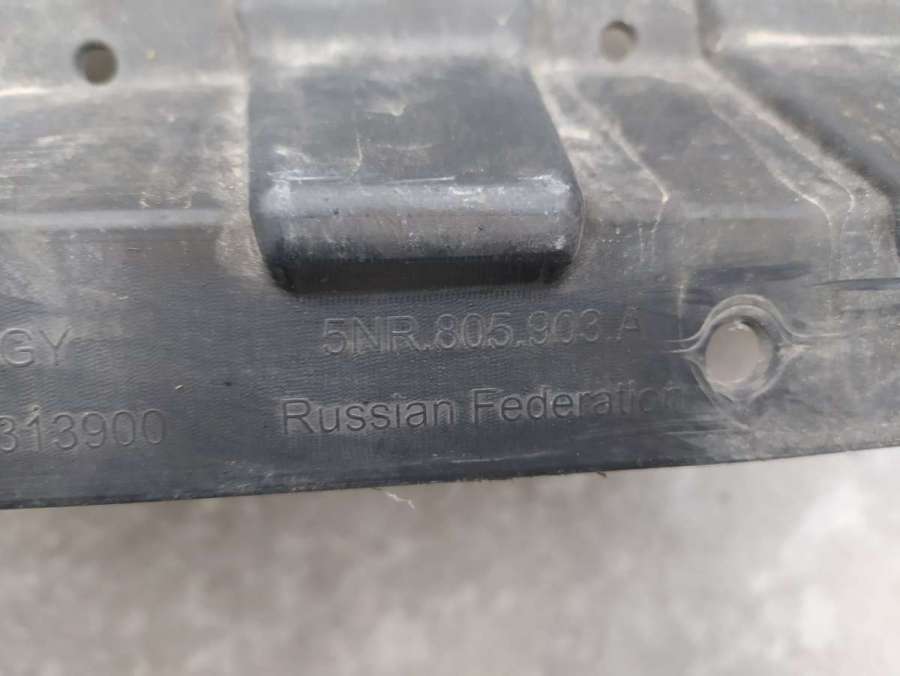 GY
5NR.805.903.A
313900
Russian Federation